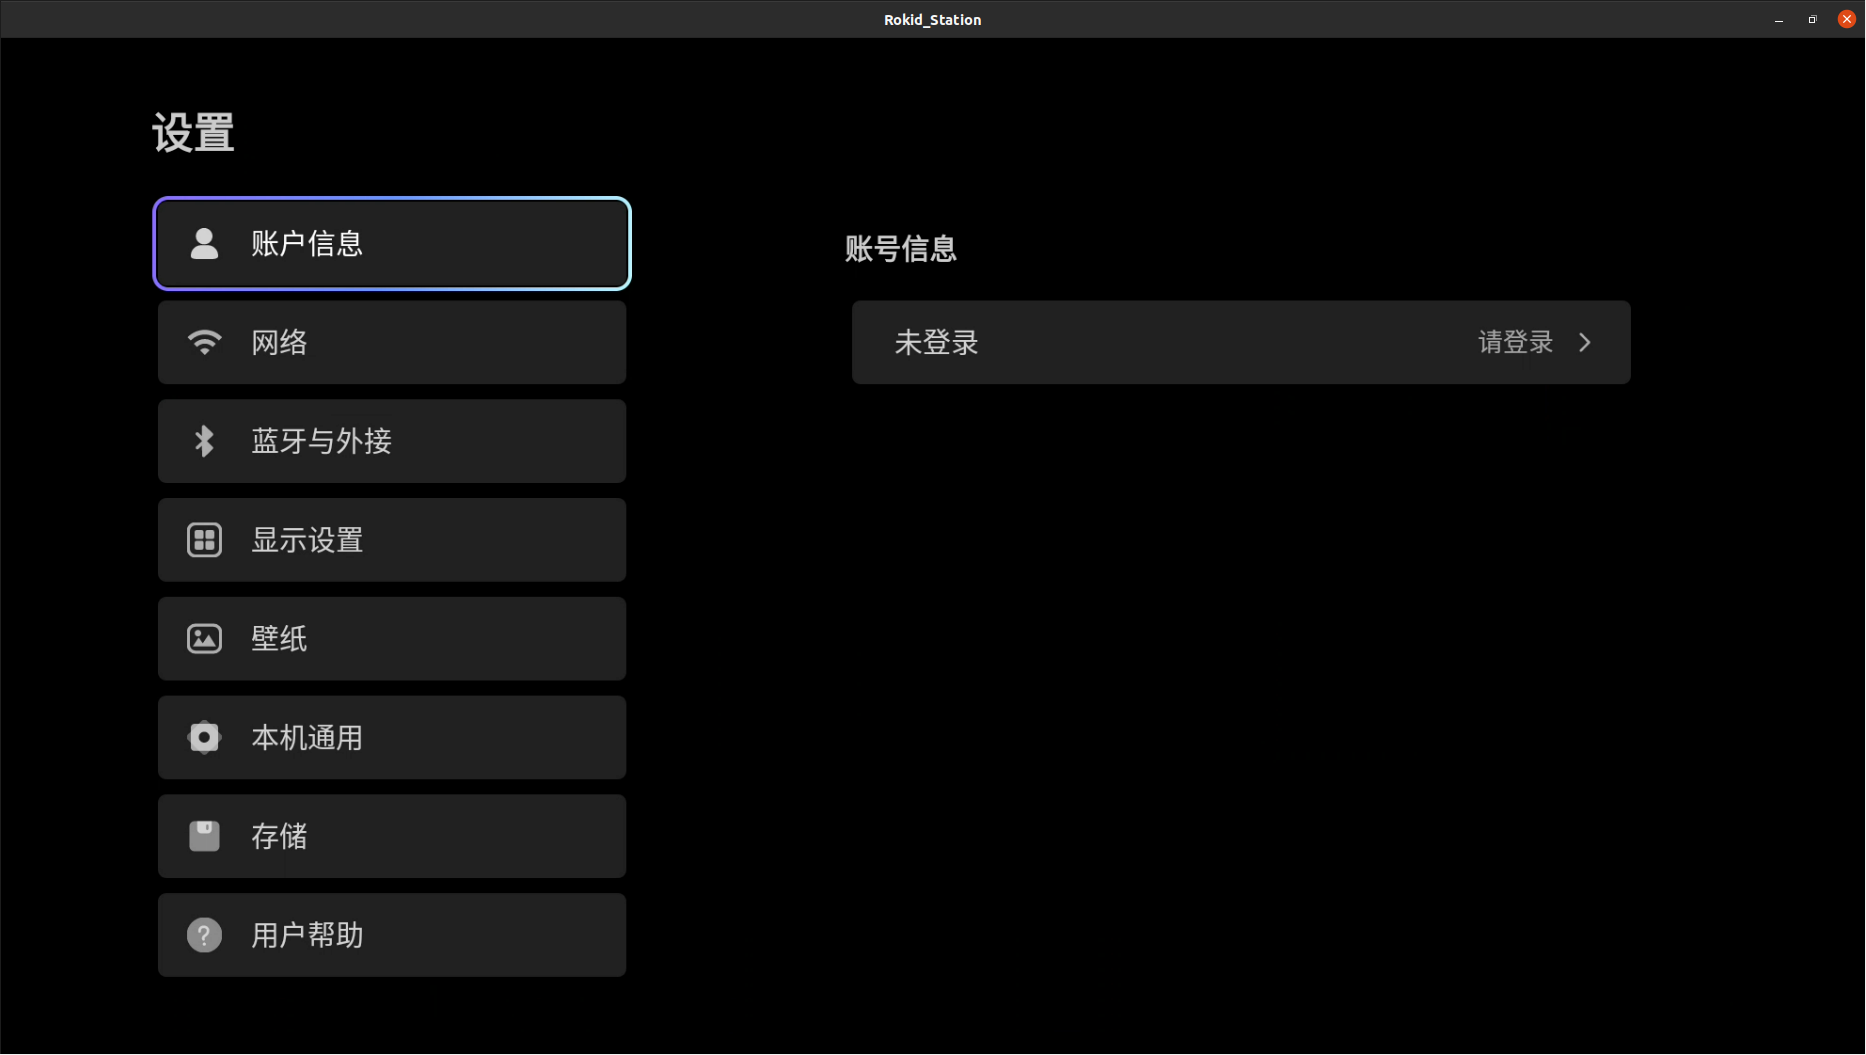 Rokid_Station
设置
账户信息
网络
蓝牙与外接
显示设置
壁纸
本机通用
存储
用户帮助
账号信息
未登录 请登录